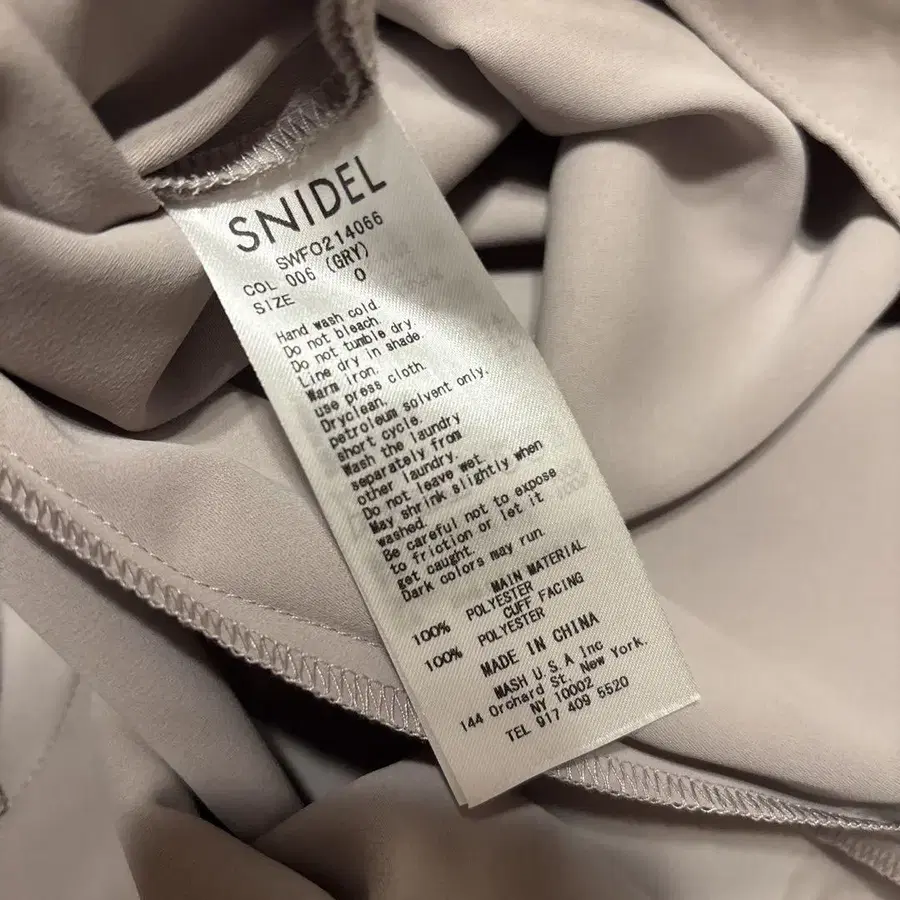 SNIDEL
SWFO214066
COL 006 (GRY)
SIZE 0
Hand wash cold.
Do not bleach.
Do not tumble dry.
Line dry in shade
Warm iron.
use press cloth.
Dryclean.
petroleum solvent only.
short cycle.
Wash the laundry
separately from
other laundry.
Do not leave wet.
May shrink slightly when
washed.
Be careful not to expose
to friction or let it
get caught.
Dark colors may run.
MAIN MATERIAL
100% POLYESTER
CUFF FACING
100% POLYESTER
MADE IN CHINA
MASH U.S.A Inc
144 Orchard St. New York.
NY 10002
TEL 917 409 5520